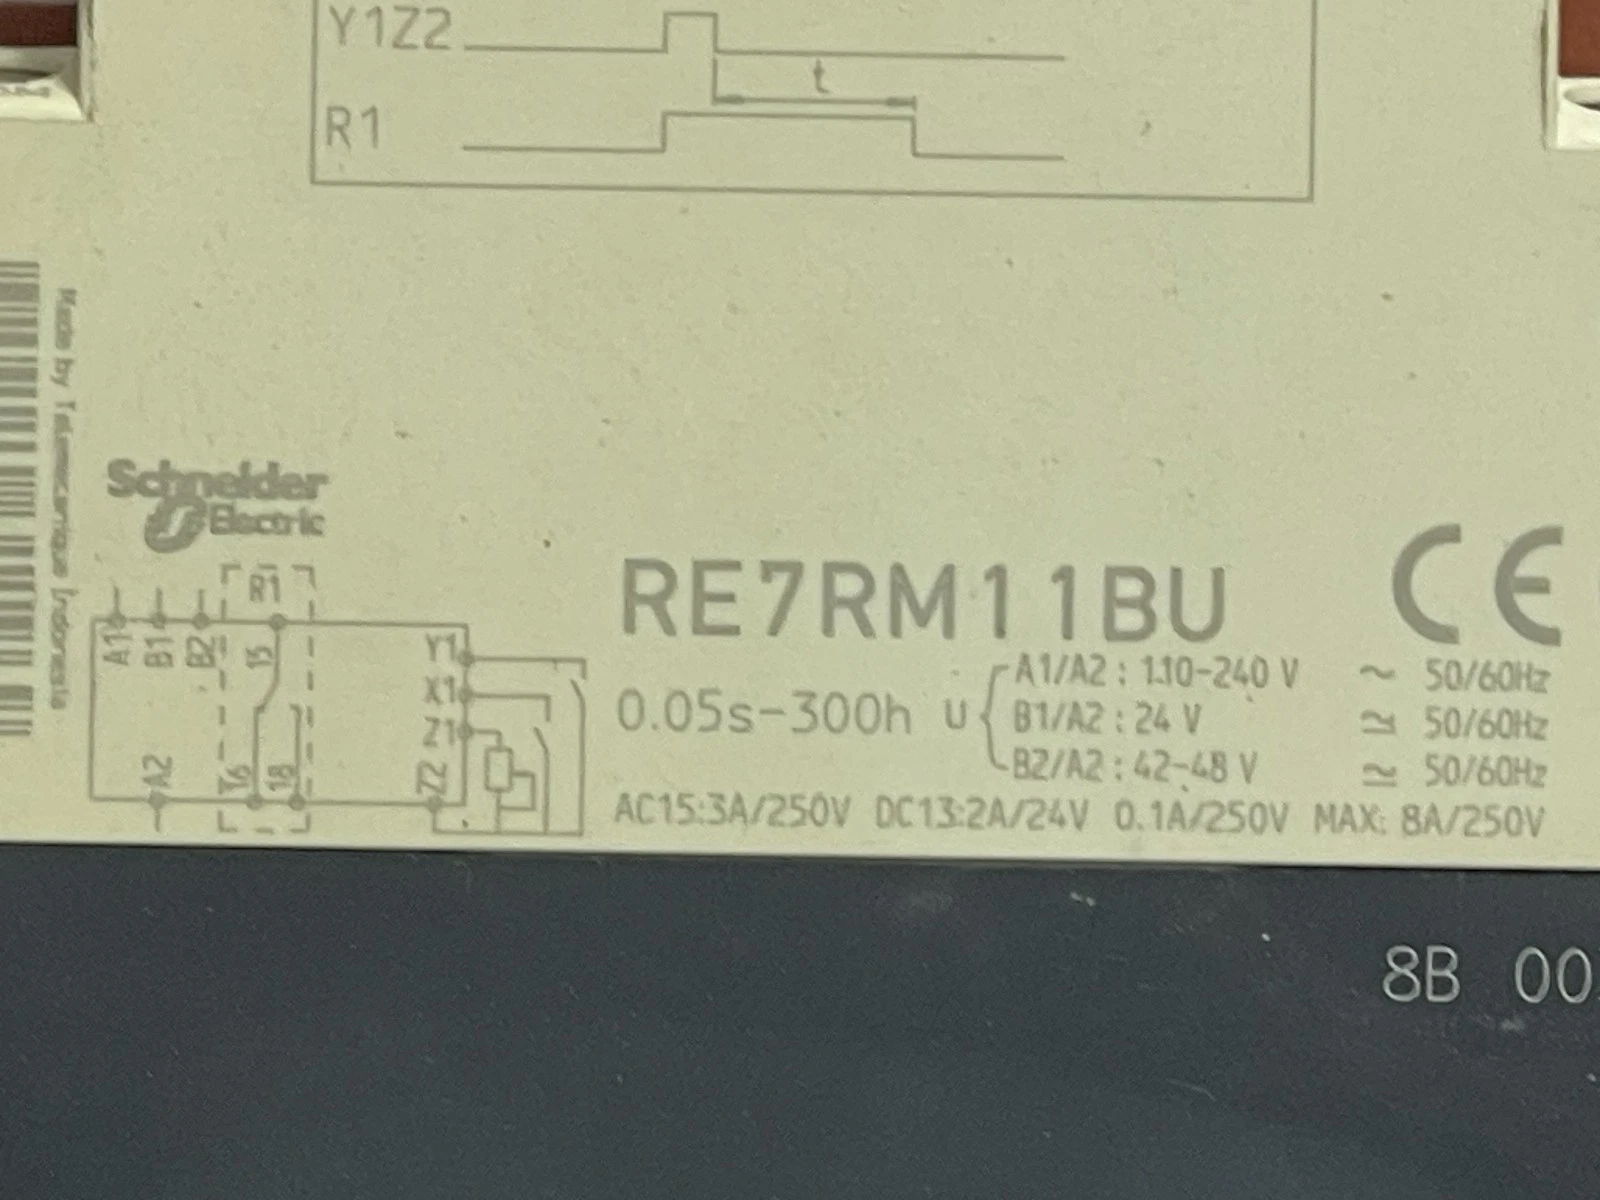 Y1Z2
t
R1
Made by Telemecanique Indonesia
Schneider
Electric
R1
A1
B1
B2
15
Y1
X1
Z1
A2
16
18
Z2
RE7RM11BU
CE
0.05s-300h U
A1/A2 : 110-240 V ~ 50/60Hz
B1/A2 : 24 V ≃ 50/60Hz
B2/A2 : 42-48 V ≃ 50/60Hz
AC15:3A/250V DC13:2A/24V 0.1A/250V MAX: 8A/250V
8B 00